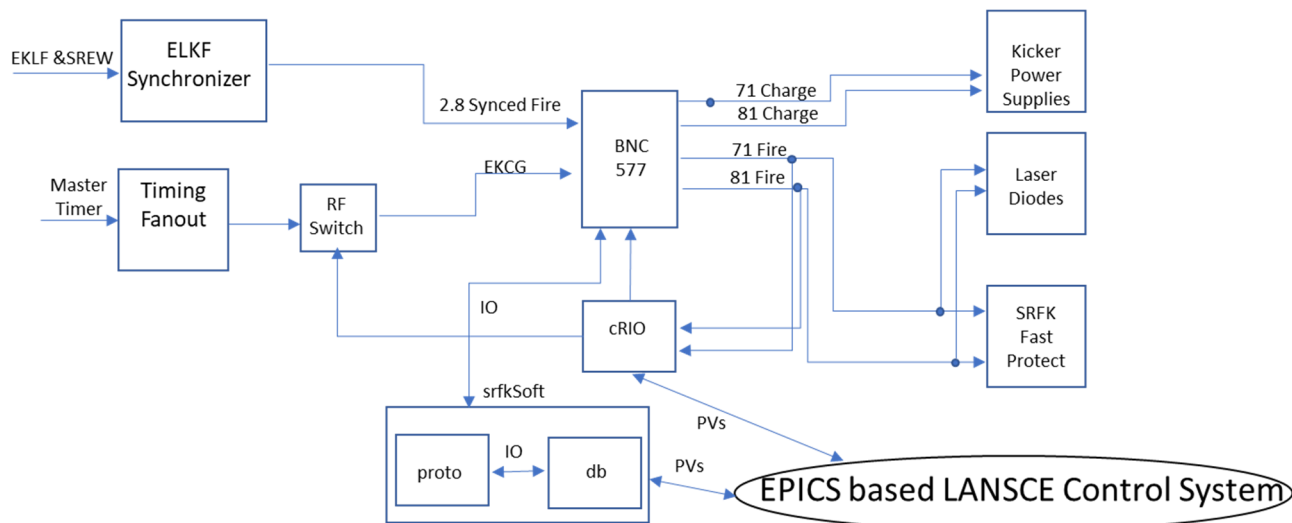 EKLF &SREW
ELKF
Synchronizer
2.8 Synced Fire
BNC
577
71 Charge
81 Charge
71 Fire
81 Fire
Kicker
Power
Supplies
Master
Timer
Timing
Fanout
RF
Switch
EKCG
Laser
Diodes
IO
cRIO
SRFK
Fast
Protect
srfkSoft
proto
IO
db
PVs
PVs
EPICS based LANSCE Control System